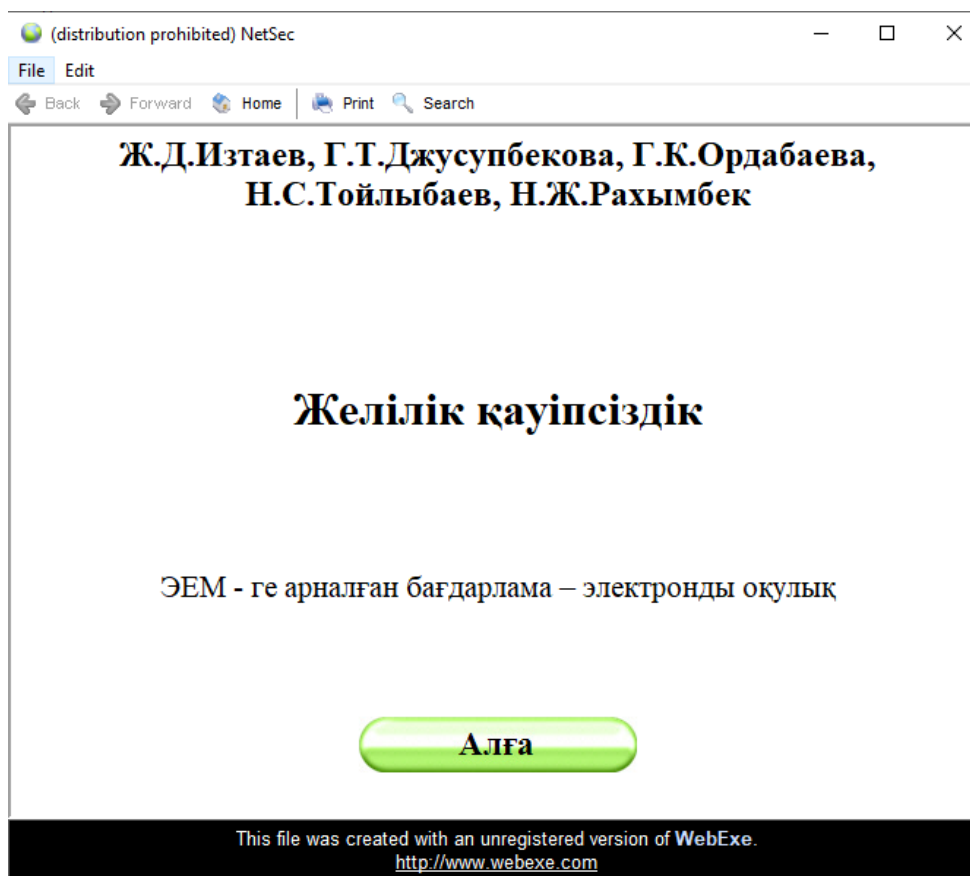 (distribution prohibited) NetSec
File Edit
Back Forward Home Print Search
Ж.Д.Изтаев, Г.Т.Джусупбекова, Г.К.Ордабаева,
Н.С.Тойлыбаев, Н.Ж.Рахымбек
Желілік қауіпсіздік
ЭЕМ - ге арналған бағдарлама – электронды оқулық
Алға
This file was created with an unregistered version of WebExe.
http://www.webexe.com